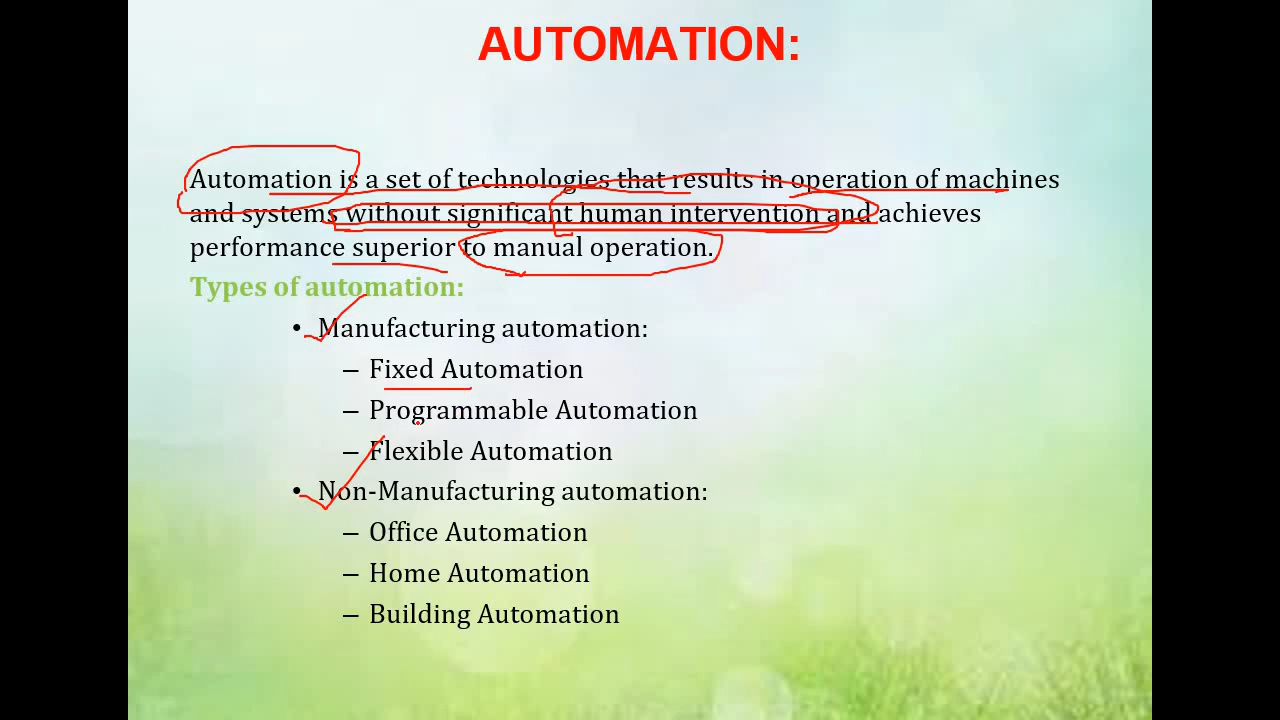 AUTOMATION:
Automation is a set of technologies that results in operation of machines
and systems without significant human intervention and achieves
performance superior to manual operation.
Types of automation:
• Manufacturing automation:
– Fixed Automation
– Programmable Automation
– Flexible Automation
• Non-Manufacturing automation:
– Office Automation
– Home Automation
– Building Automation